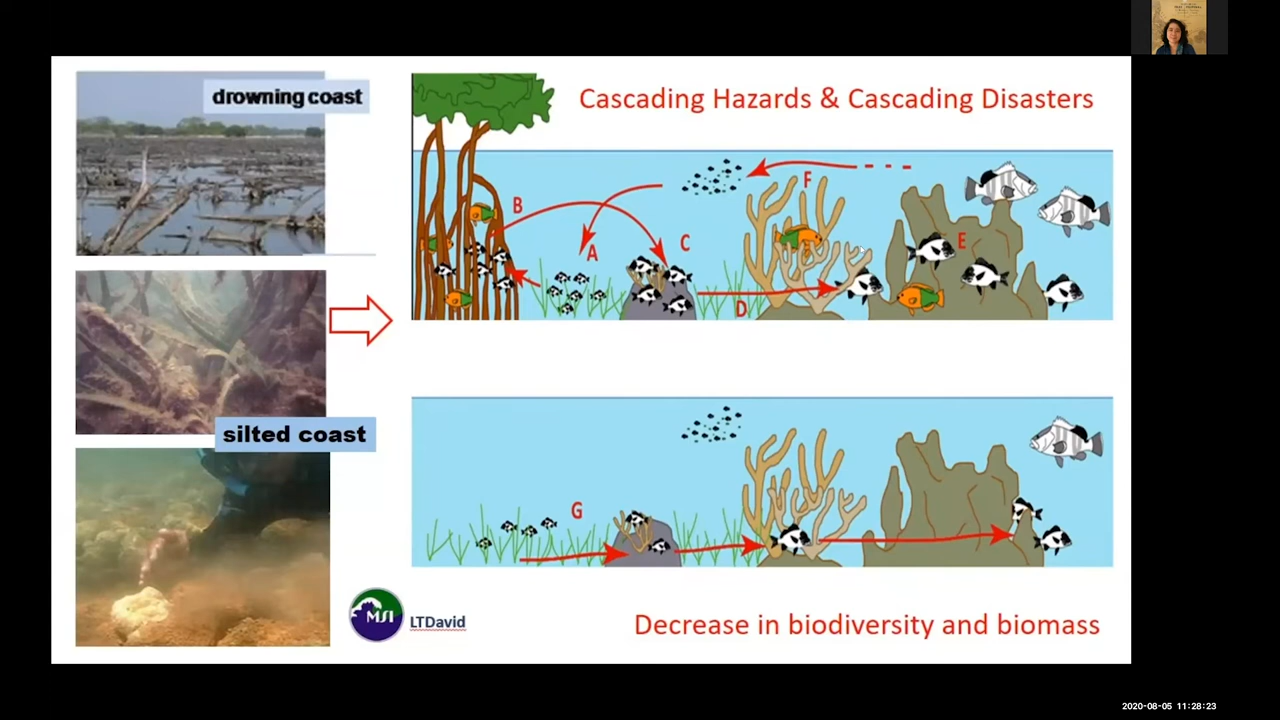 drowning coast
Cascading Hazards & Cascading Disasters
F
B
A
C
E
D
silted coast
G
MSI
LTDavid
Decrease in biodiversity and biomass
2020-08-05 11:28:23